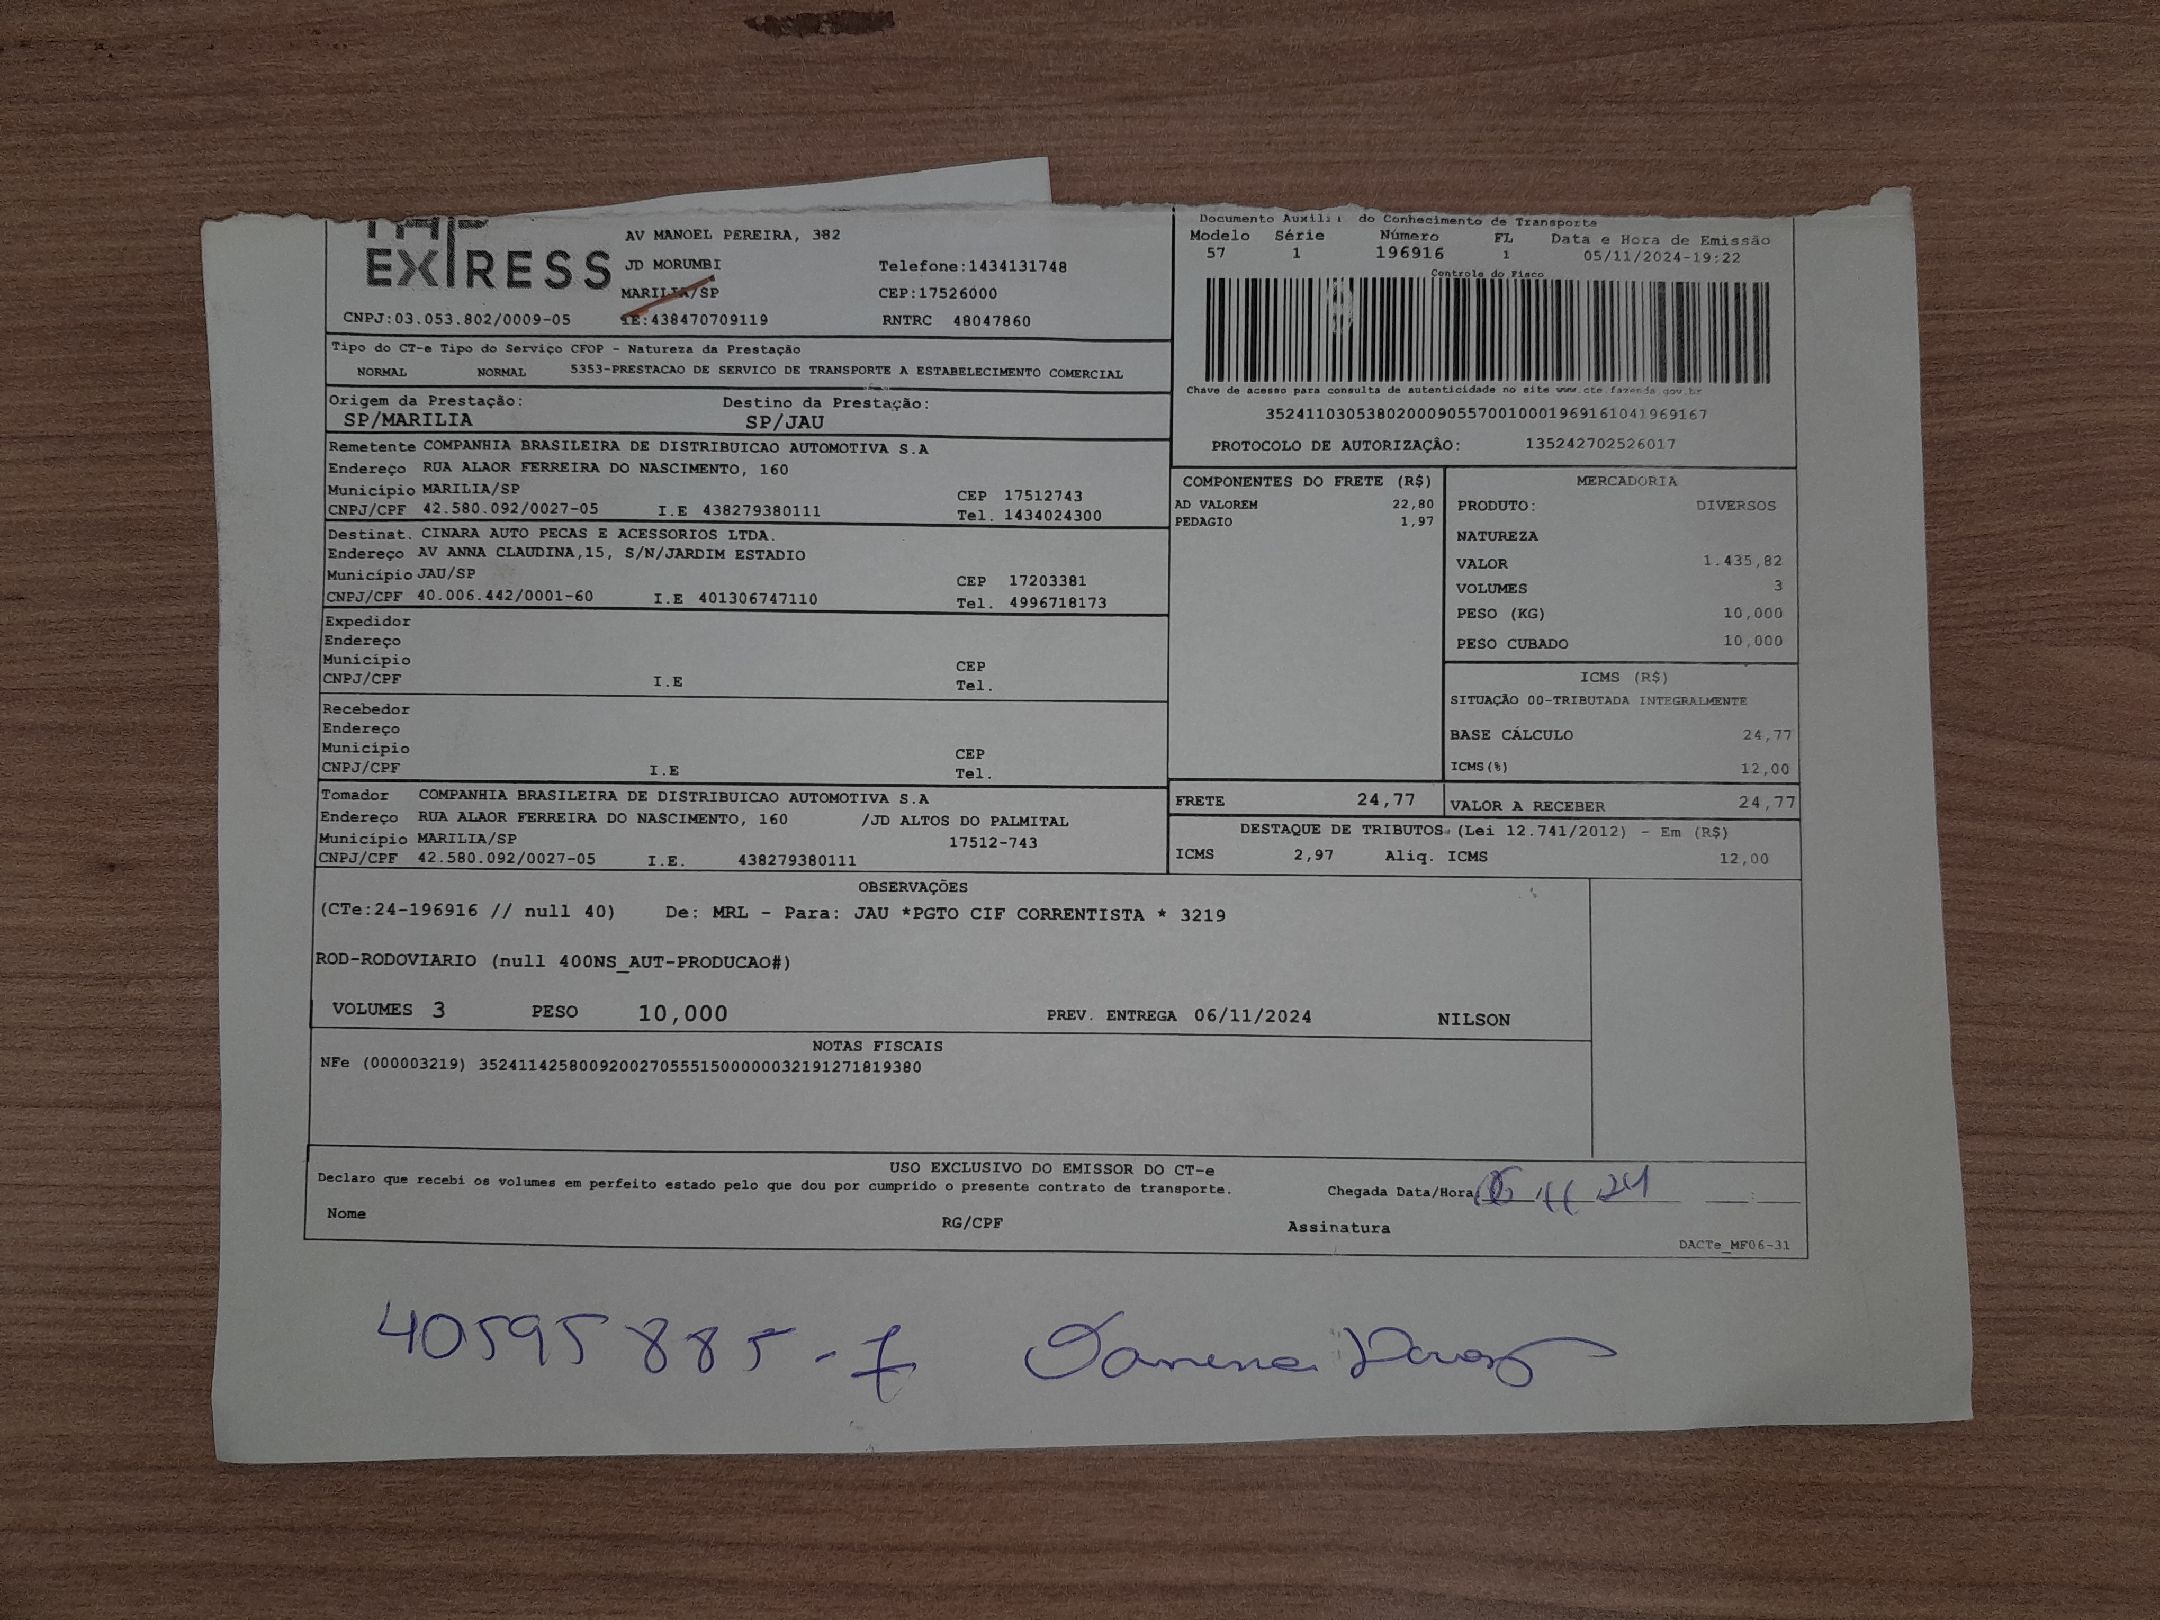 EXPRESS
AV MANOEL PEREIRA, 382
JD MORUMBI
Telefone:1434131748
MARILIA/SP
CEP:17526000
CNPJ:03.053.802/0009-05
IE:438470709119
RNTRC 48047860
Documento Auxili do Conhecimento de Transporte
Modelo Série Número FL Data e Hora de Emissão
57 1 196916 1 05/11/2024-19:22
Controle do Fisco
Chave de acesso para consulta de autenticidade no site www.cte.fazenda.gov.br
35241103053802000905570010001969161041969167
PROTOCOLO DE AUTORIZAÇÂO: 135242702526017
Tipo do CT-e Tipo do Serviço CFOP - Natureza da Prestação
NORMAL NORMAL 5353-PRESTACAO DE SERVICO DE TRANSPORTE A ESTABELECIMENTO COMERCIAL
Origem da Prestação: Destino da Prestação:
SP/MARILIA SP/JAU
Remetente COMPANHIA BRASILEIRA DE DISTRIBUICAO AUTOMOTIVA S.A
Endereço RUA ALAOR FERREIRA DO NASCIMENTO, 160
Município MARILIA/SP CEP 17512743
CNPJ/CPF 42.580.092/0027-05 I.E 438279380111 Tel. 1434024300
Destinat. CINARA AUTO PECAS E ACESSORIOS LTDA.
Endereço AV ANNA CLAUDINA,15, S/N/JARDIM ESTADIO
Município JAU/SP CEP 17203381
CNPJ/CPF 40.006.442/0001-60 I.E 401306747110 Tel. 4996718173
Expedidor
Endereço
Município CEP
CNPJ/CPF I.E Tel.
Recebedor
Endereço
Município CEP
CNPJ/CPF I.E Tel.
Tomador COMPANHIA BRASILEIRA DE DISTRIBUICAO AUTOMOTIVA S.A
Endereço RUA ALAOR FERREIRA DO NASCIMENTO, 160 /JD ALTOS DO PALMITAL
Município MARILIA/SP 17512-743
CNPJ/CPF 42.580.092/0027-05 I.E. 438279380111
COMPONENTES DO FRETE (R$)
AD VALOREM 22,80
PEDAGIO 1,97
MERCADORIA
PRODUTO: DIVERSOS
NATUREZA
VALOR 1.435,82
VOLUMES 3
PESO (KG) 10,000
PESO CUBADO 10,000
ICMS (R$)
SITUAÇÃO 00-TRIBUTADA INTEGRALMENTE
BASE CÁLCULO 24,77
ICMS(%) 12,00
FRETE 24,77 VALOR A RECEBER 24,77
DESTAQUE DE TRIBUTOS (Lei 12.741/2012) - Em (R$)
ICMS 2,97 Aliq. ICMS 12,00
OBSERVAÇÕES
(CTe:24-196916 // null 40) De: MRL - Para: JAU *PGTO CIF CORRENTISTA * 3219
ROD-RODOVIARIO (null 400NS_AUT-PRODUCAO#)
VOLUMES 3 PESO 10,000 PREV. ENTREGA 06/11/2024 NILSON
NOTAS FISCAIS
NFe (000003219) 35241142580092002705551500000032191271819380
USO EXCLUSIVO DO EMISSOR DO CT-e
Declaro que recebi os volumes em perfeito estado pelo que dou por cumprido o presente contrato de transporte.
Chegada Data/Hora 06 11 24
Nome RG/CPF Assinatura
DACTe_MF06-31
40595885-7